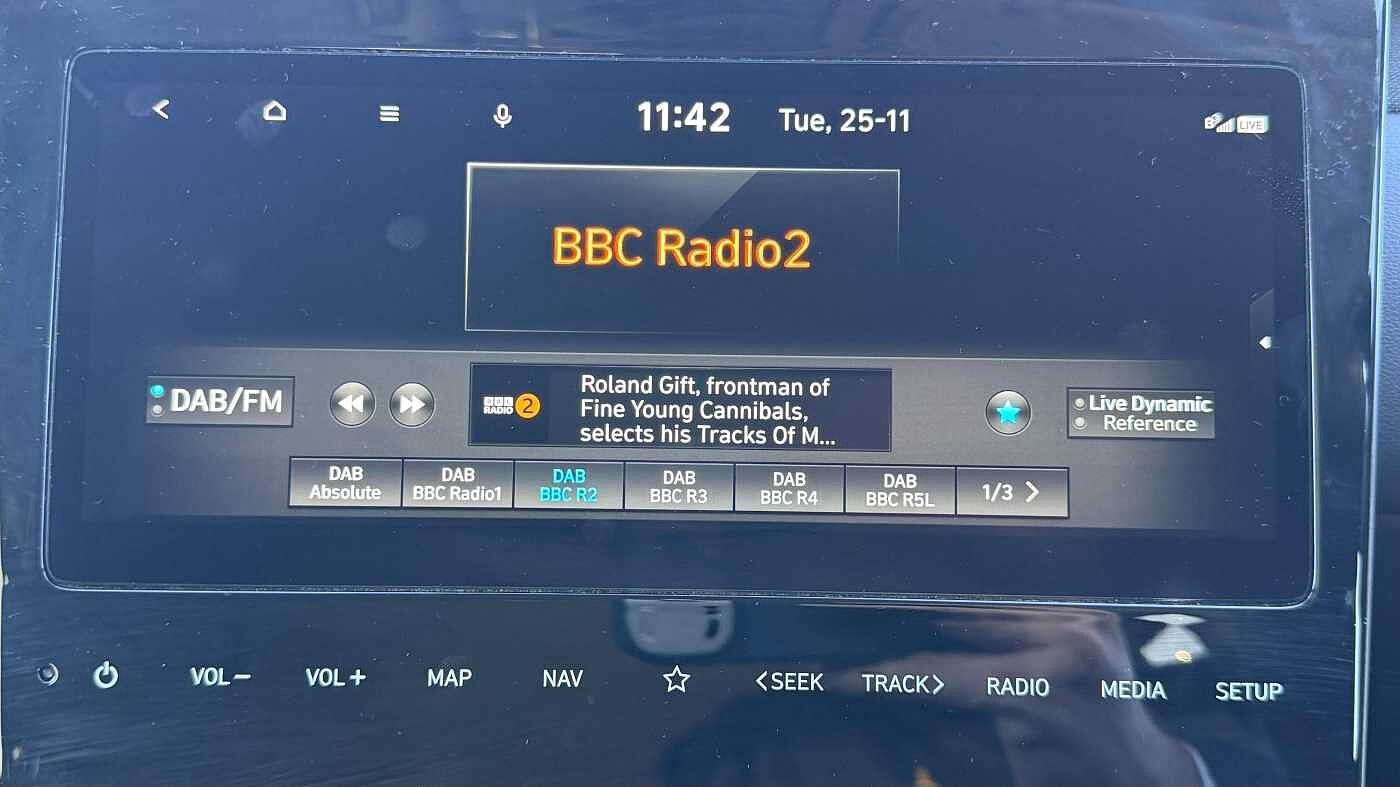 11:42 Tue, 25-11
LIVE
BBC Radio2
DAB/FM
BBC
RADIO 2
Roland Gift, frontman of
Fine Young Cannibals,
selects his Tracks Of M...
Live Dynamic
Reference
DAB
Absolute
DAB
BBC Radio1
DAB
BBC R2
DAB
BBC R3
DAB
BBC R4
DAB
BBC R5L
1/3 >
VOL− VOL+ MAP NAV <SEEK TRACK> RADIO MEDIA SETUP